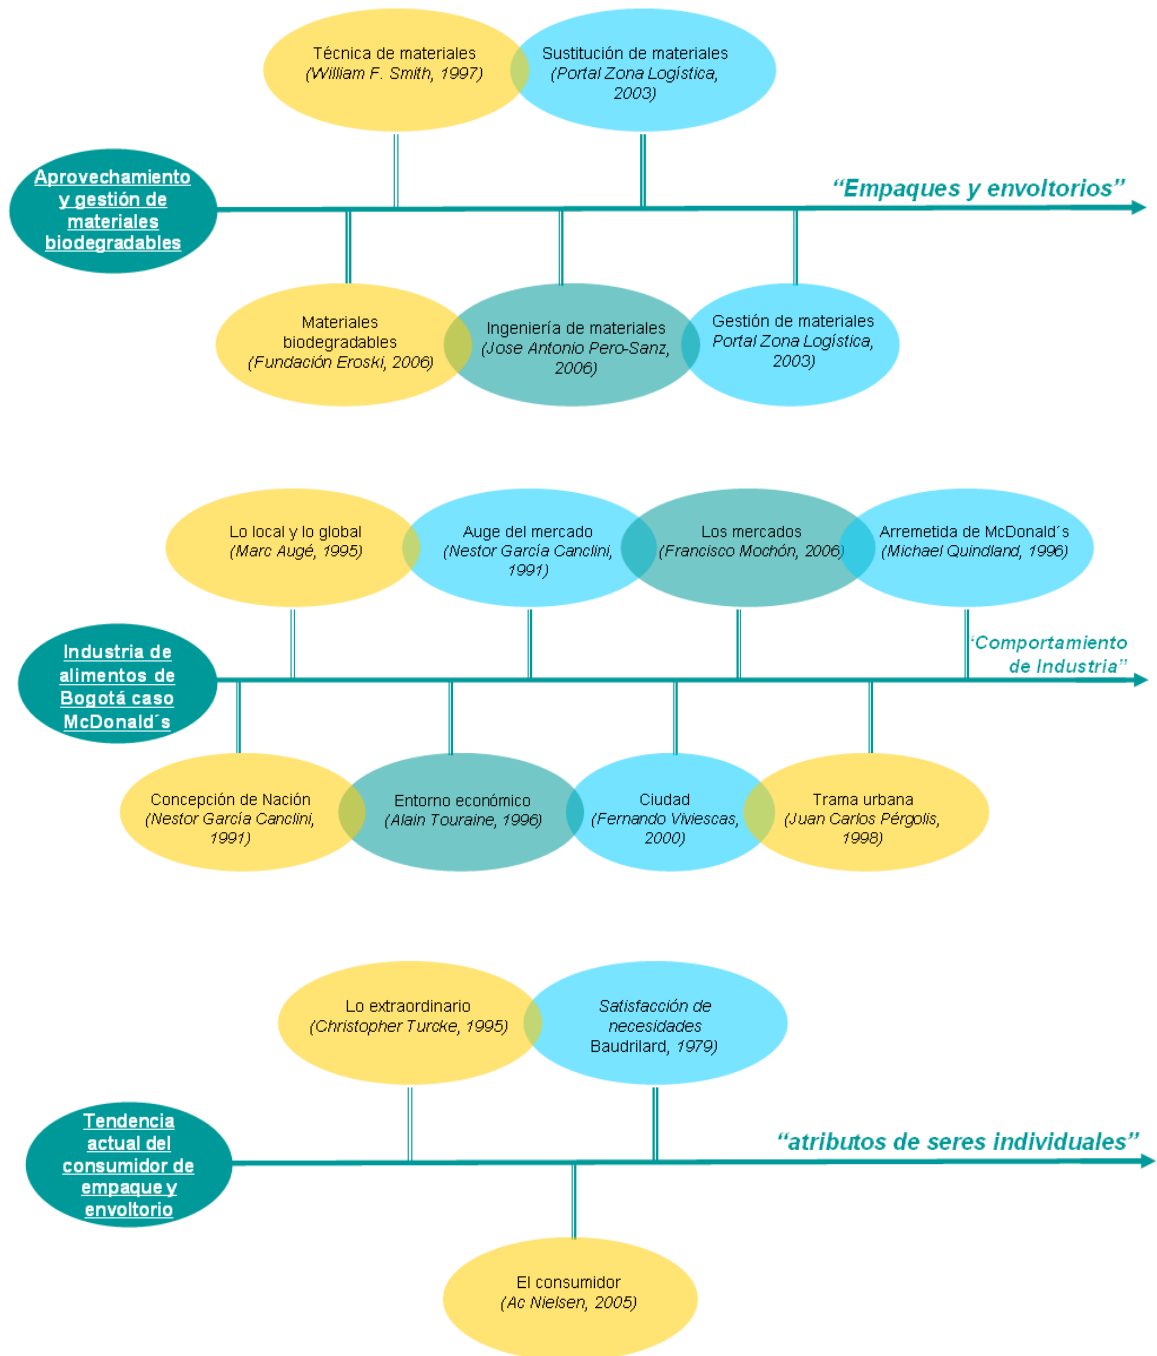 Técnica de materiales
(William F. Smith, 1997)
Sustitución de materiales
(Portal Zona Logística,
2003)
Aprovechamiento
y gestión de
materiales
biodegradables
“Empaques y envoltorios”
Materiales
biodegradables
(Fundación Eroski, 2006)
Ingeniería de materiales
(Jose Antonio Pero-Sanz,
2006)
Gestión de materiales
Portal Zona Logística,
2003)
Lo local y lo global
(Marc Augé, 1995)
Auge del mercado
(Nestor García Canclini,
1991)
Los mercados
(Francisco Mochón, 2006)
Arremetida de McDonald´s
(Michael Quindland, 1996)
Industria de
alimentos de
Bogotá caso
McDonald´s
‘Comportamiento
de Industria”
Concepción de Nación
(Nestor García Canclini,
1991)
Entorno económico
(Alain Touraine, 1996)
Ciudad
(Fernando Viviescas,
2000)
Trama urbana
(Juan Carlos Pérgolis,
1998)
Lo extraordinario
(Christopher Turcke, 1995)
Satisfacción de
necesidades
Baudrilard, 1979)
Tendencia
actual del
consumidor de
empaque y
envoltorio
“atributos de seres individuales”
El consumidor
(Ac Nielsen, 2005)